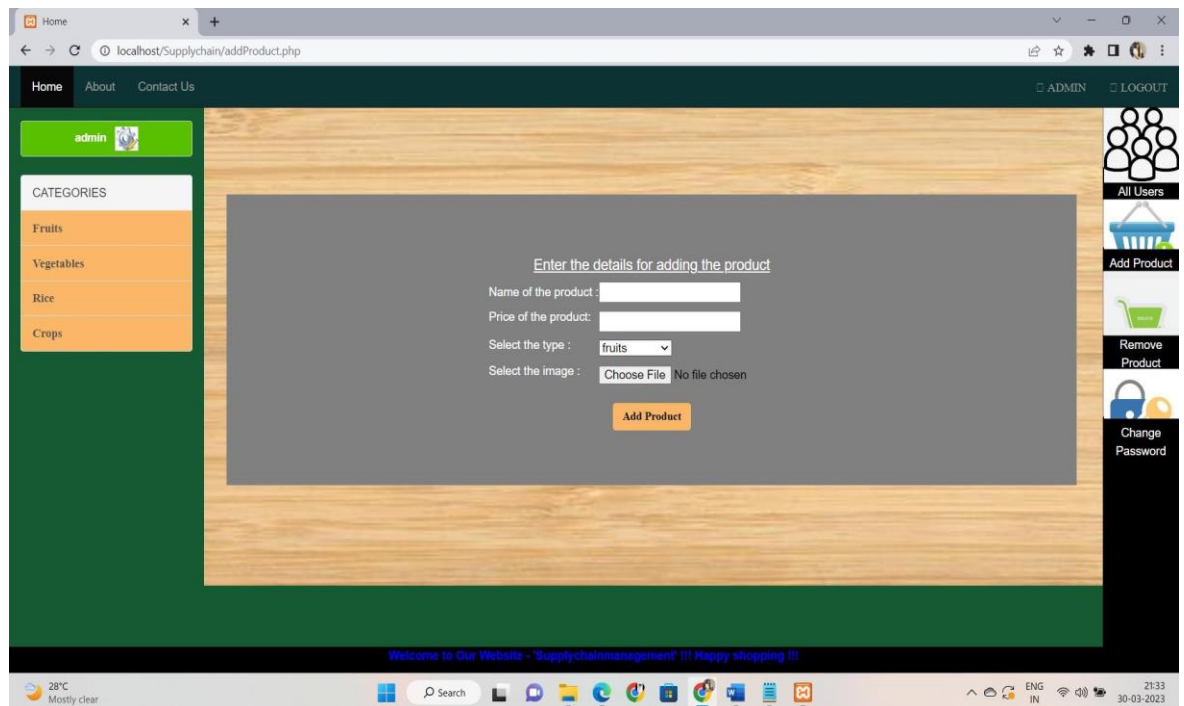 Home
localhost/Supplychain/addProduct.php
Home About Contact Us ADMIN LOGOUT
admin
CATEGORIES
Fruits
Vegetables
Rice
Crops
Enter the details for adding the product
Name of the product :
Price of the product:
Select the type : fruits
Select the image : Choose File No file chosen
Add Product
All Users
Add Product
Remove
Product
Change
Password
Welcome to Our Website - 'Supplychainmanagement' !!! Happy shopping !!!
28°C
Mostly clear
Search
ENG
IN
21:33
30-03-2023